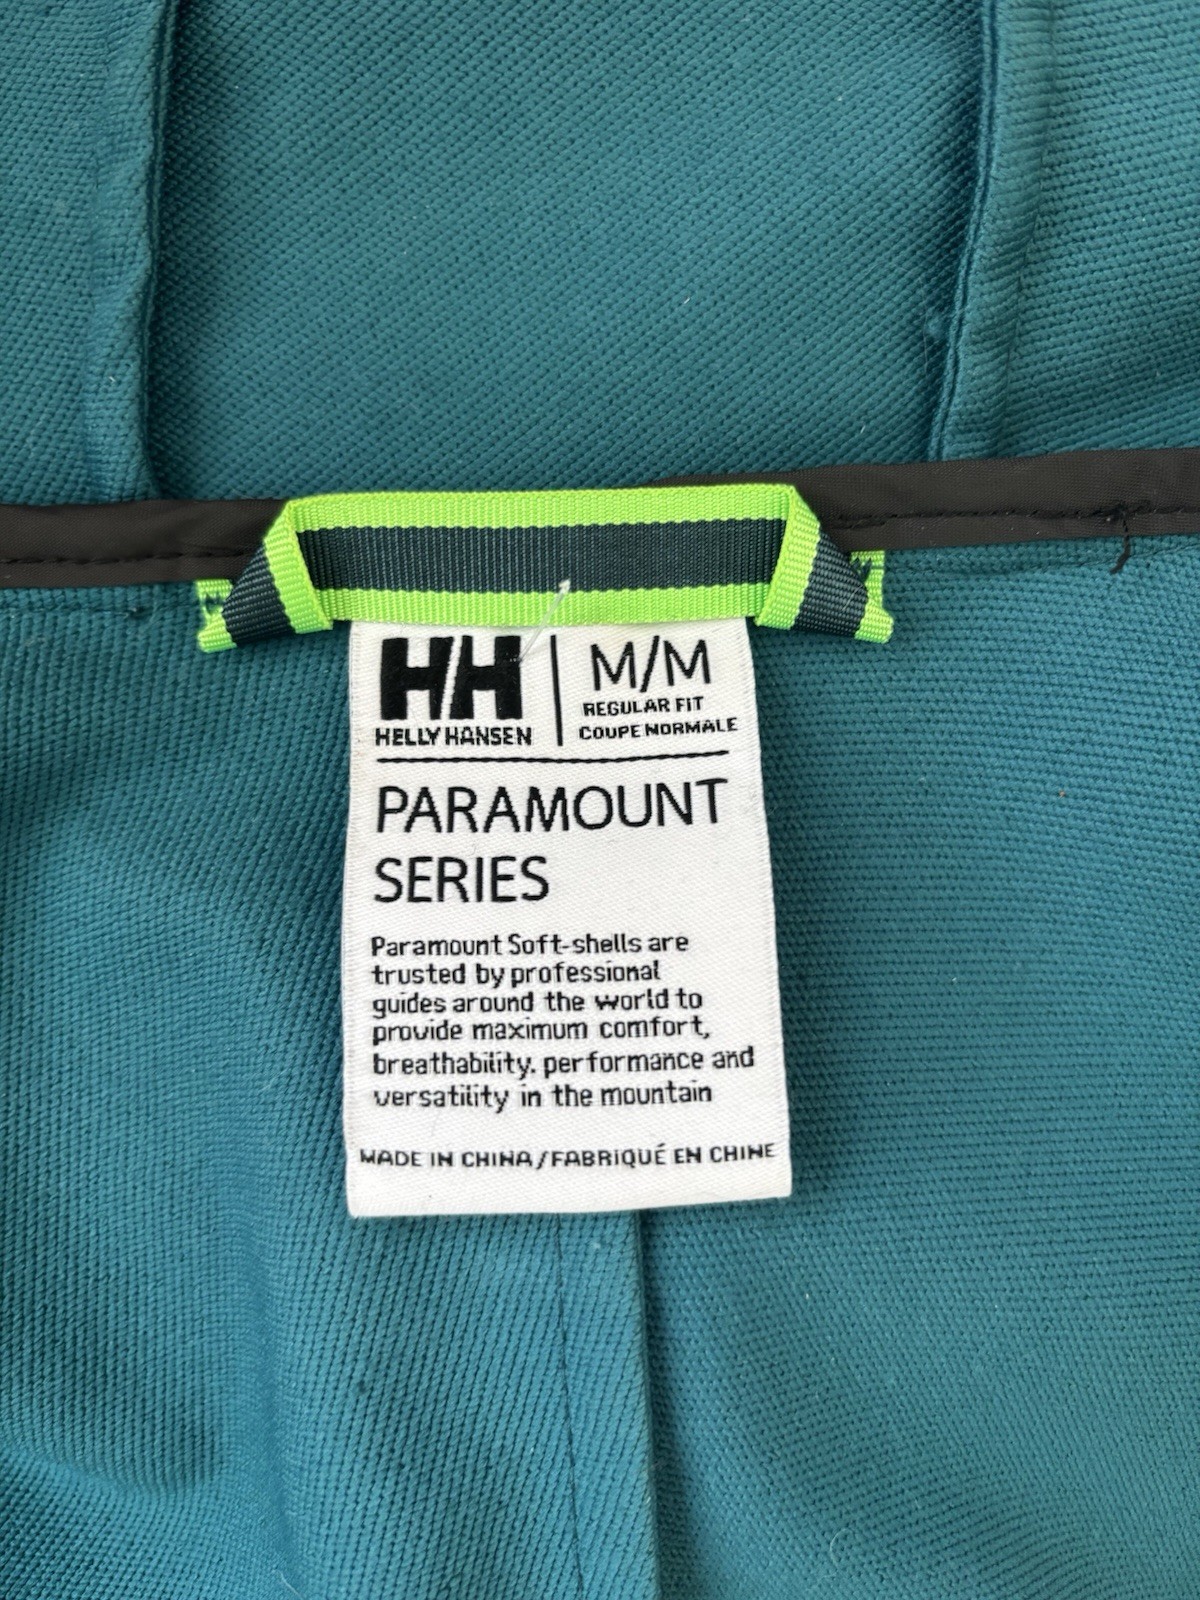 HH
M/M
REGULAR FIT
COUPE NORMALE
HELLY HANSEN
PARAMOUNT
SERIES
Paramount Soft-shells are
trusted by professional
guides around the world to
provide maximum comfort,
breathability. performance and
versatility in the mountain
MADE IN CHINA/FABRIQUÉ EN CHINE